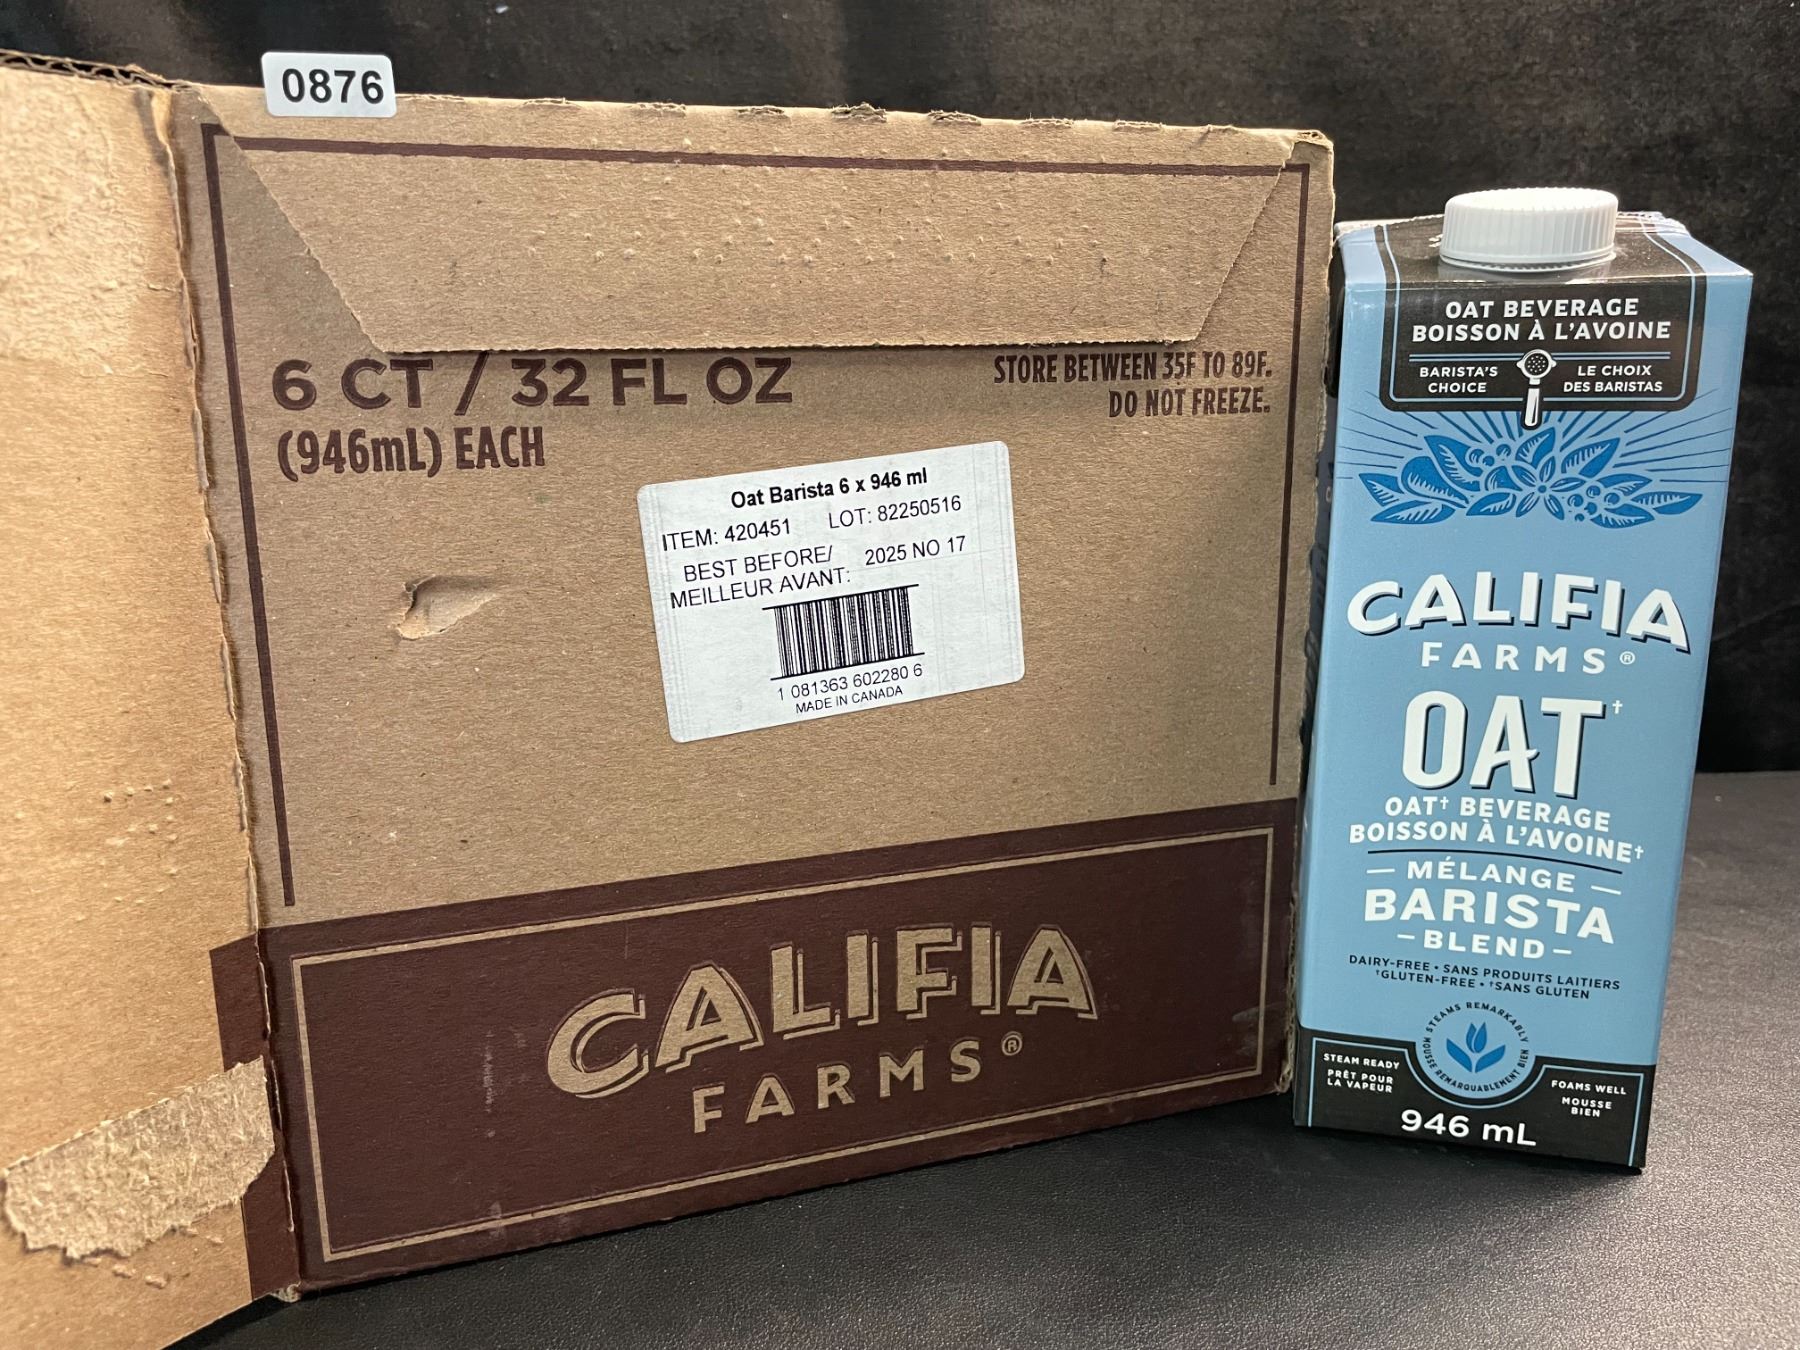 0876
6 CT / 32 FL OZ
(946mL) EACH
STORE BETWEEN 35F TO 89F.
DO NOT FREEZE.
Oat Barista 6 x 946 ml
ITEM: 420451 LOT: 82250516
BEST BEFORE/
MEILLEUR AVANT: 2025 NO 17
1 081363 602280 6
MADE IN CANADA
CALIFIA
FARMS®
OAT BEVERAGE
BOISSON À L'AVOINE
BARISTA'S
CHOICE
LE CHOIX
DES BARISTAS
CALIFIA
FARMS®
OAT†
OAT† BEVERAGE
BOISSON À L'AVOINE†
MÉLANGE
BARISTA
–BLEND–
DAIRY-FREE • SANS PRODUITS LAITIERS
†GLUTEN-FREE • †SANS GLUTEN
STEAMS REMARKABLY
MOUSSE REMARQUABLEMENT BIEN
STEAM READY
PRÊT POUR
LA VAPEUR
FOAMS WELL
MOUSSE
BIEN
946 mL